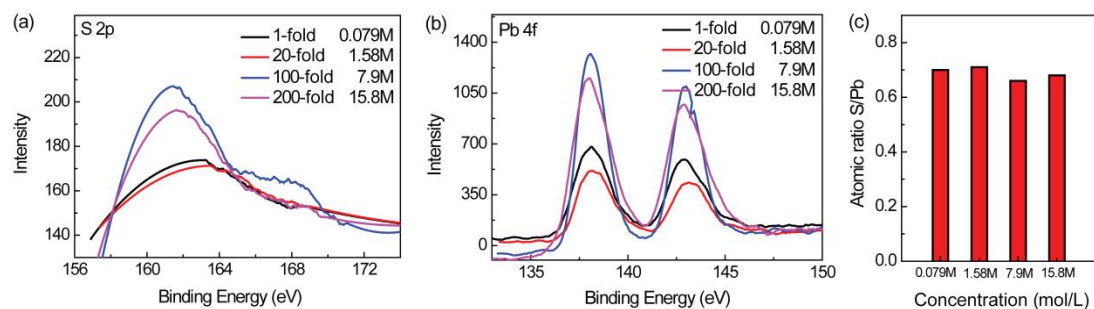 (a)
S 2p
1-fold 0.079M
20-fold 1.58M
100-fold 7.9M
200-fold 15.8M
220
200
180
160
140
156 160 164 168 172
Intensity
Binding Energy (eV)
(b)
Pb 4f
1-fold 0.079M
20-fold 1.58M
100-fold 7.9M
200-fold 15.8M
1400
1050
700
350
0
135 140 145 150
Intensity
Binding Energy (eV)
(c)
0.8
0.6
0.4
0.2
0.0
0.079M 1.58M 7.9M 15.8M
Atomic ratio S/Pb
Concentration (mol/L)